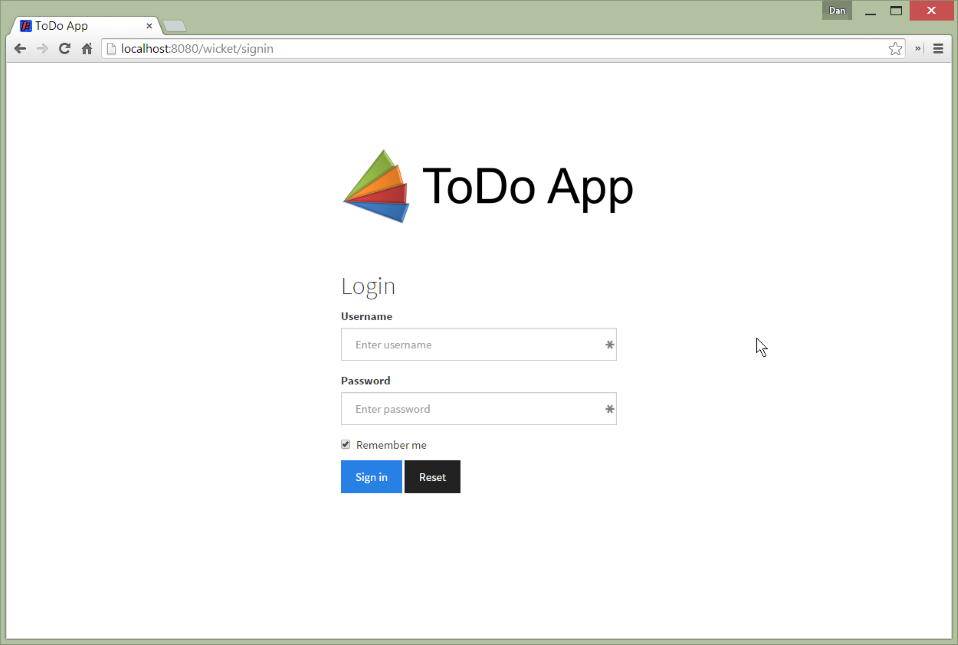 Dan
ToDo App
localhost:8080/wicket/signin
ToDo App
Login
Username
Enter username
Password
Enter password
Remember me
Sign in Reset